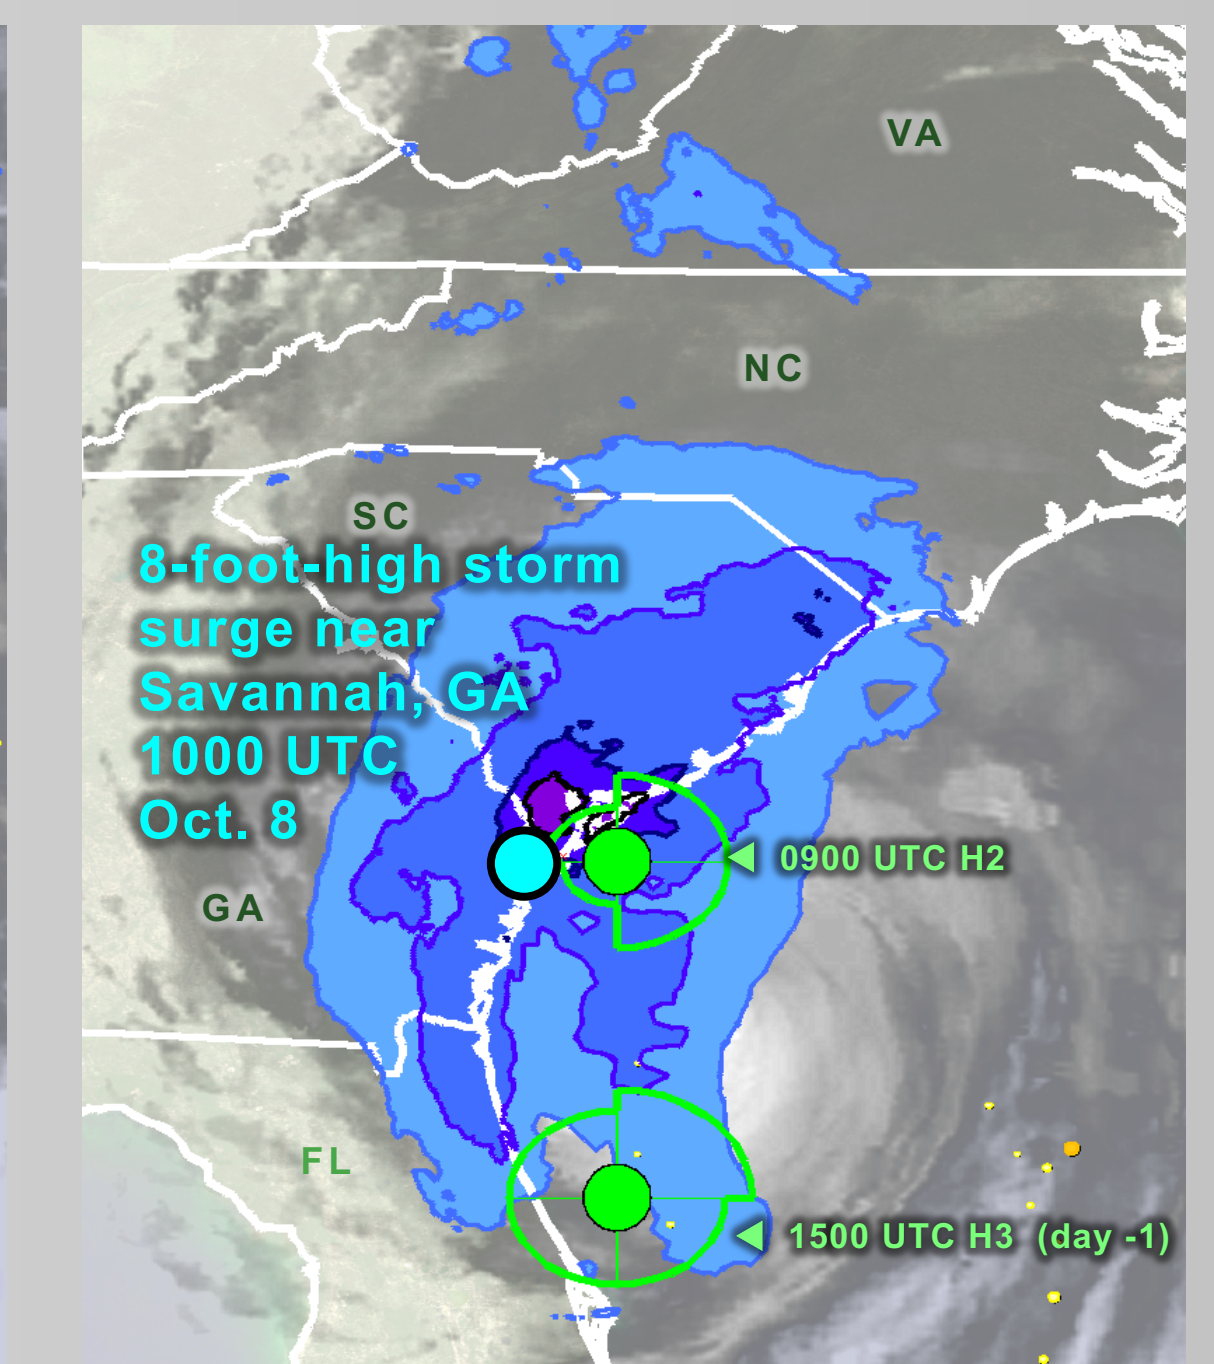 VA
NC
SC
8-foot-high storm
surge near
Savannah, GA
1000 UTC
Oct. 8
0900 UTC H2
GA
FL
1500 UTC H3 (day -1)